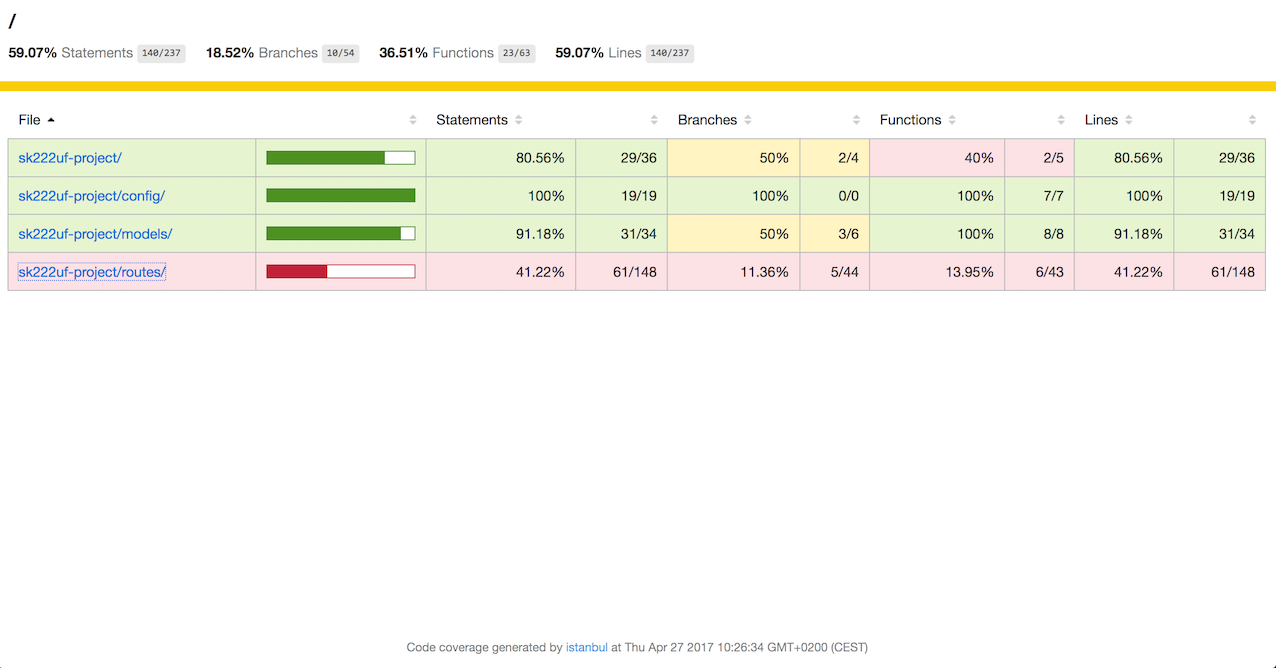 /
59.07% Statements 140/237 18.52% Branches 10/54 36.51% Functions 23/63 59.07% Lines 140/237
File Statements Branches Functions Lines
sk222uf-project/ 80.56% 29/36 50% 2/4 40% 2/5 80.56% 29/36
sk222uf-project/config/ 100% 19/19 100% 0/0 100% 7/7 100% 19/19
sk222uf-project/models/ 91.18% 31/34 50% 3/6 100% 8/8 91.18% 31/34
sk222uf-project/routes/ 41.22% 61/148 11.36% 5/44 13.95% 6/43 41.22% 61/148
Code coverage generated by istanbul at Thu Apr 27 2017 10:26:34 GMT+0200 (CEST)